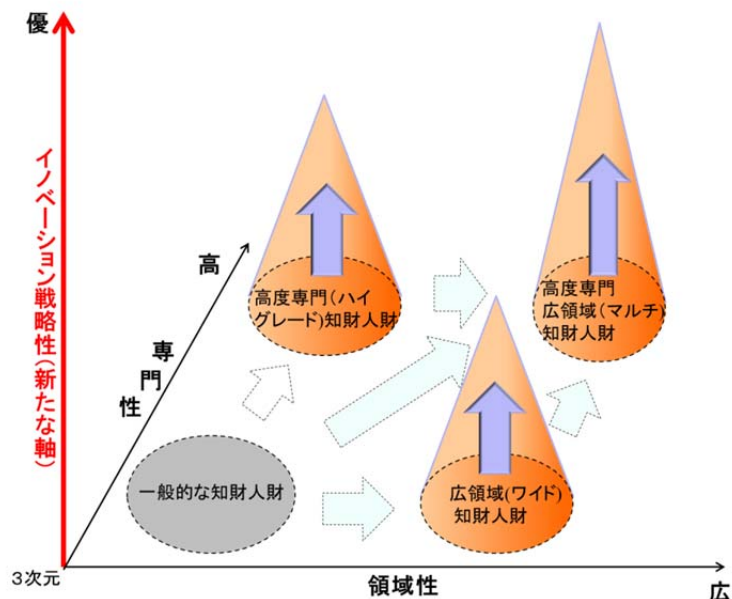 優
イノベーション戦略性(新たな軸)
高
専門性
高度専門(ハイ
グレード)知財人財
高度専門
広領域(マルチ)
知財人財
一般的な知財人財
広領域(ワイド)
知財人財
3次元
領域性
広